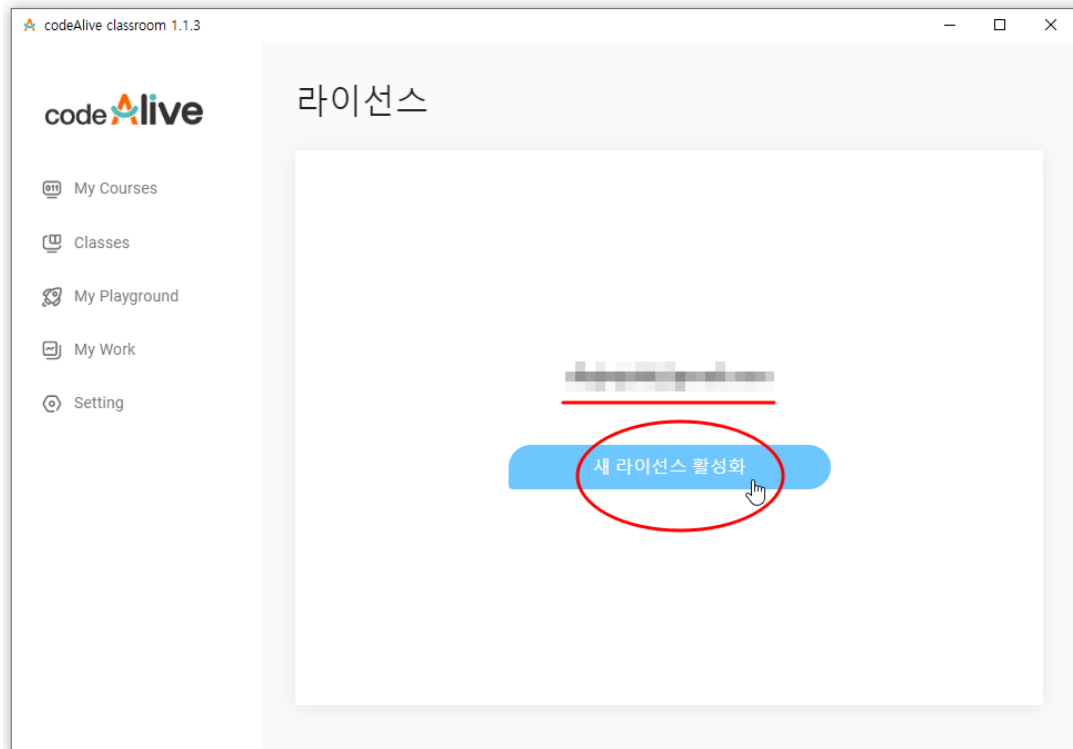 codeAlive classroom 1.1.3
codeAlive
라이선스
011
My Courses
Classes
My Playground
My Work
Setting
새 라이선스 활성화